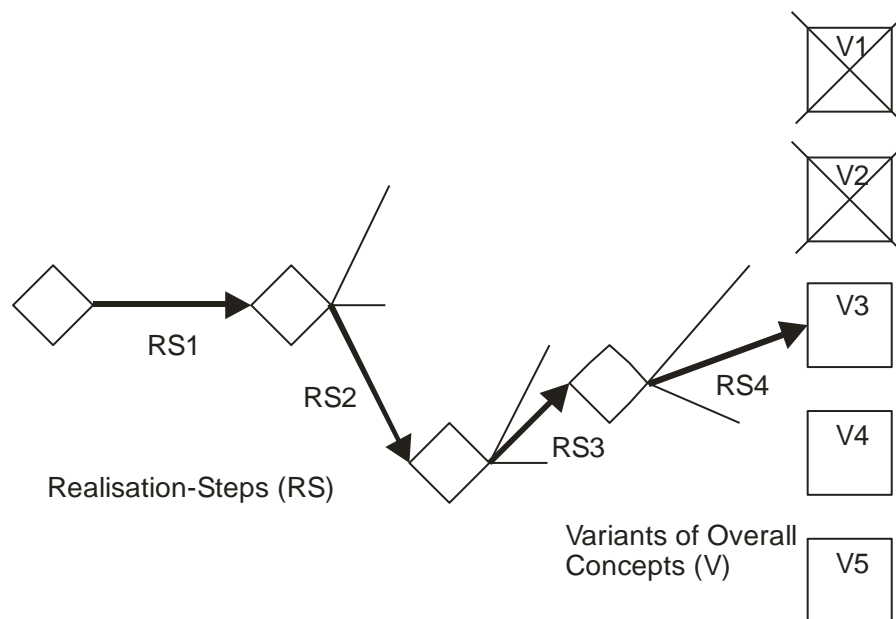 V1
V2
V3
RS1
RS4
RS2
RS3
V4
Realisation-Steps (RS)
Variants of Overall
Concepts (V)
V5